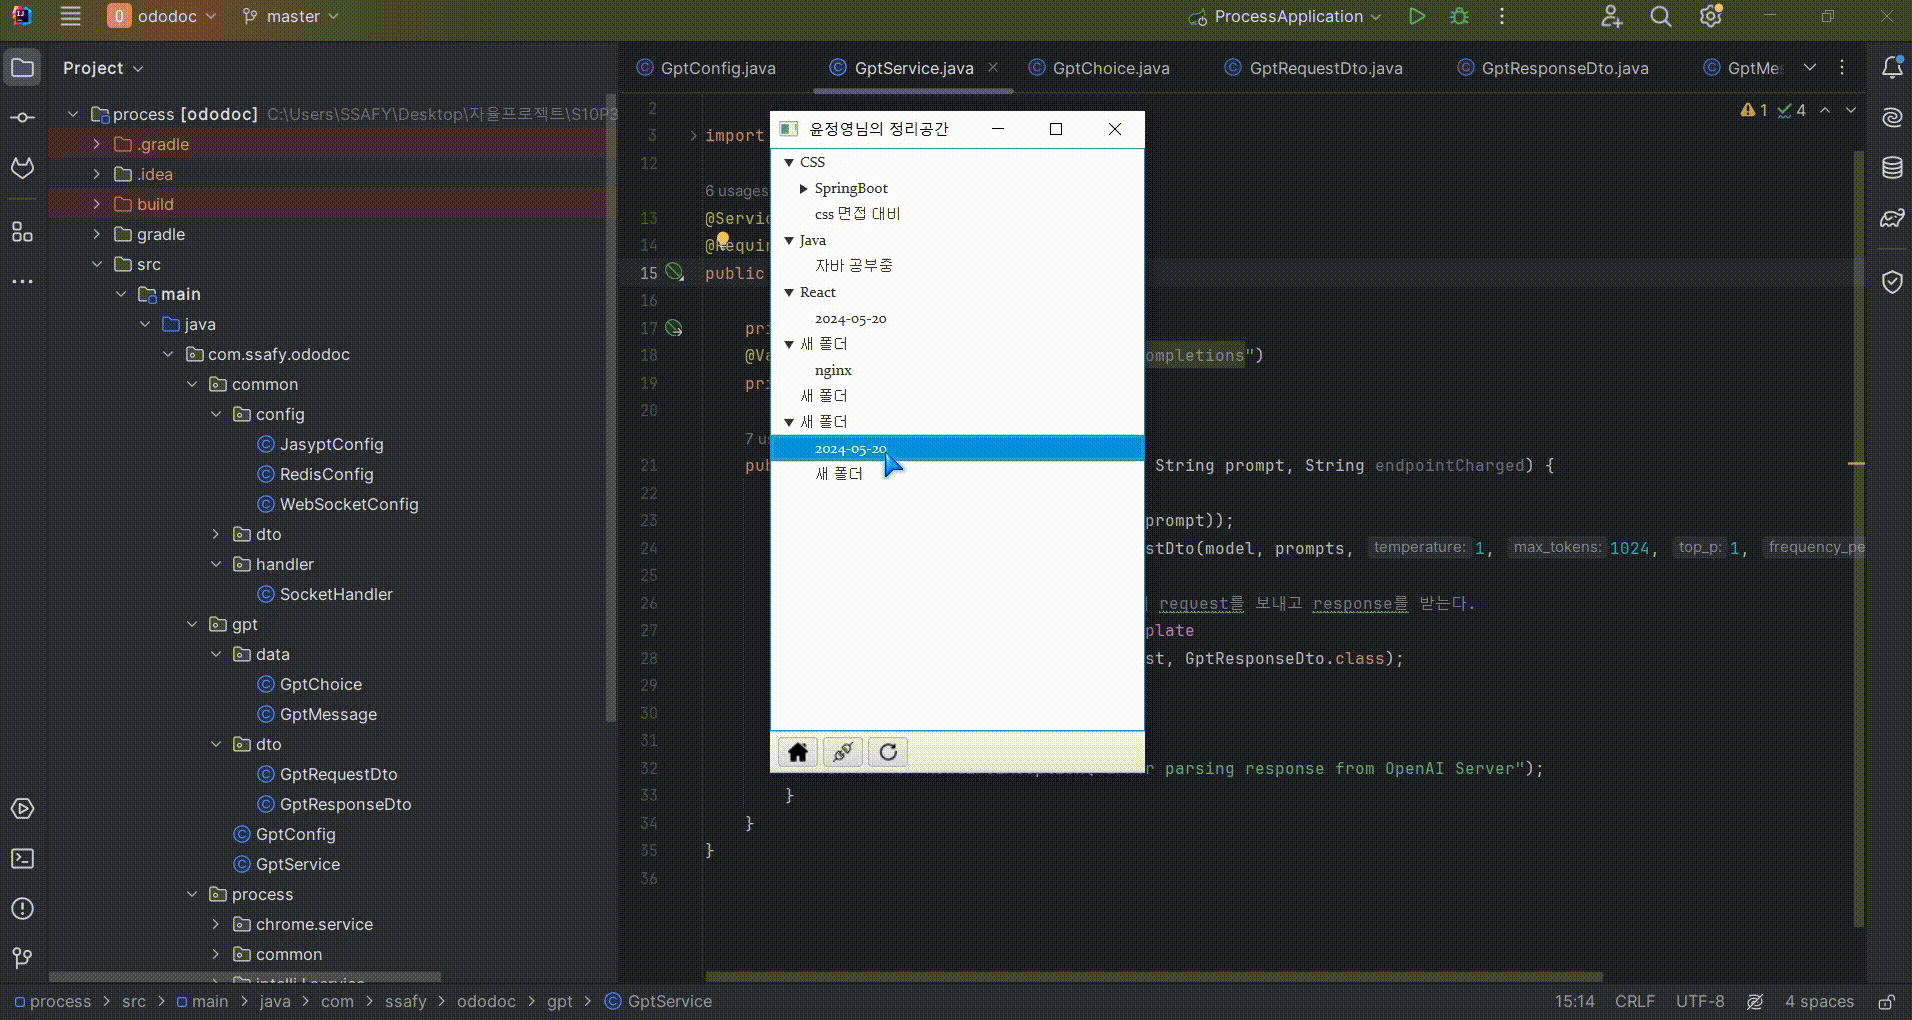 ododoc
master
ProcessApplication
Project
GptConfig.java
GptService.java
GptChoice.java
GptRequestDto.java
GptResponseDto.java
GptMe
process [ododoc] C:\Users\SSAFY\Desktop\자율프로젝트\S10P3
.gradle
.idea
build
gradle
src
main
java
com.ssafy.ododoc
common
config
JasyptConfig
RedisConfig
WebSocketConfig
dto
handler
SocketHandler
gpt
data
GptChoice
GptMessage
dto
GptRequestDto
GptResponseDto
GptConfig
GptService
process
chrome.service
common
1 4
2
3 import
12
6 usages
13 @Servic
14 @Requir
15 public
16
17 pri
18 @Va ompletions")
19 pri
20
7 us
21 pub String prompt, String endpointCharged) {
22
23 prompt));
24 stDto(model, prompts, temperature: 1, max_tokens: 1024, top_p: 1, frequency_pe
25
26 request를 보내고 response를 받는다.
27 plate
28 st, GptResponseDto.class);
29
30
31
32 r parsing response from OpenAI Server");
33 }
34 }
35 }
36
윤정영님의 정리공간
CSS
SpringBoot
css 면접 대비
Java
자바 공부중
React
2024-05-20
새 폴더
nginx
새 폴더
새 폴더
2024-05-20
새 폴더
process > src > main > java > com > ssafy > ododoc > gpt > GptService
15:14 CRLF UTF-8 4 spaces